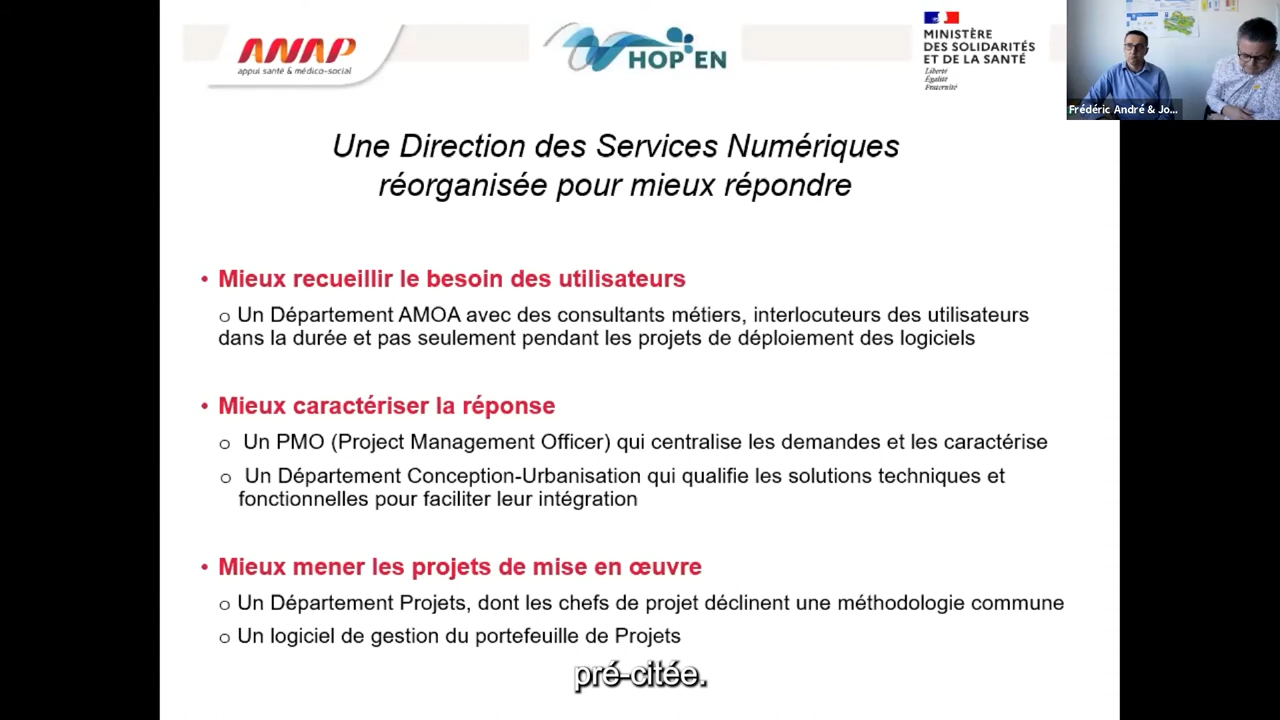 ANAP
appui santé & médico-social
HOP'EN
MINISTÈRE
DES SOLIDARITÉS
ET DE LA SANTÉ
Liberté
Égalité
Fraternité
Frédéric André & Jo...
Une Direction des Services Numériques
réorganisée pour mieux répondre
• Mieux recueillir le besoin des utilisateurs
o Un Département AMOA avec des consultants métiers, interlocuteurs des utilisateurs
dans la durée et pas seulement pendant les projets de déploiement des logiciels
• Mieux caractériser la réponse
o Un PMO (Project Management Officer) qui centralise les demandes et les caractérise
o Un Département Conception-Urbanisation qui qualifie les solutions techniques et
fonctionnelles pour faciliter leur intégration
• Mieux mener les projets de mise en œuvre
o Un Département Projets, dont les chefs de projet déclinent une méthodologie commune
o Un logiciel de gestion du portefeuille de Projets
pré-citée.